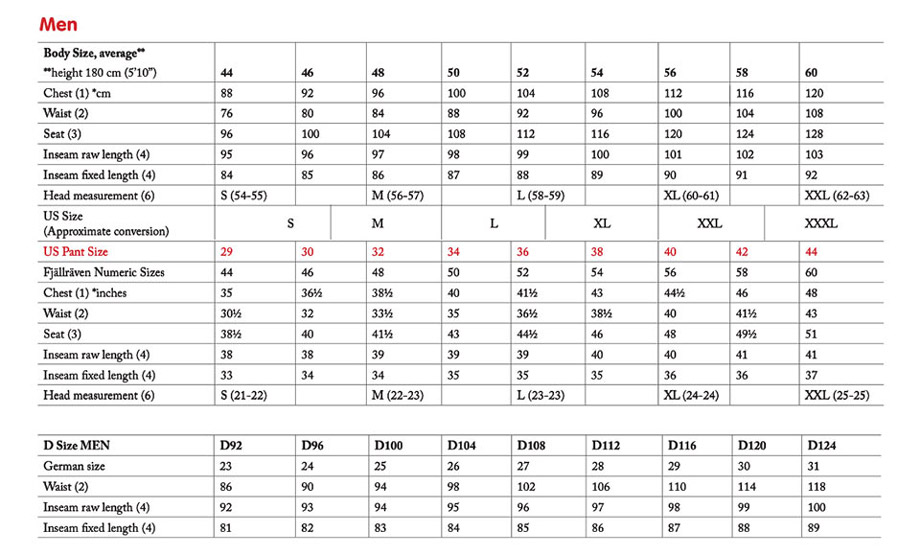 Men
Body Size, average**
**height 180 cm (5'10") 44 46 48 50 52 54 56 58 60
Chest (1) *cm 88 92 96 100 104 108 112 116 120
Waist (2) 76 80 84 88 92 96 100 104 108
Seat (3) 96 100 104 108 112 116 120 124 128
Inseam raw length (4) 95 96 97 98 99 100 101 102 103
Inseam fixed length (4) 84 85 86 87 88 89 90 91 92
Head measurement (6) S (54-55) M (56-57) L (58-59) XL (60-61) XXL (62-63)
US Size
(Approximate conversion) S M L XL XXL XXXL
US Pant Size 29 30 32 34 36 38 40 42 44
Fjällräven Numeric Sizes 44 46 48 50 52 54 56 58 60
Chest (1) *inches 35 36½ 38½ 40 41½ 43 44½ 46 48
Waist (2) 30½ 32 33½ 35 36½ 38½ 40 41½ 43
Seat (3) 38½ 40 41½ 43 44½ 46 48 49½ 51
Inseam raw length (4) 38 38 39 39 39 40 40 41 41
Inseam fixed length (4) 33 34 34 35 35 35 36 36 37
Head measurement (6) S (21-22) M (22-23) L (23-23) XL (24-24) XXL (25-25)
D Size MEN D92 D96 D100 D104 D108 D112 D116 D120 D124
German size 23 24 25 26 27 28 29 30 31
Waist (2) 86 90 94 98 102 106 110 114 118
Inseam raw length (4) 92 93 94 95 96 97 98 99 100
Inseam fixed length (4) 81 82 83 84 85 86 87 88 89